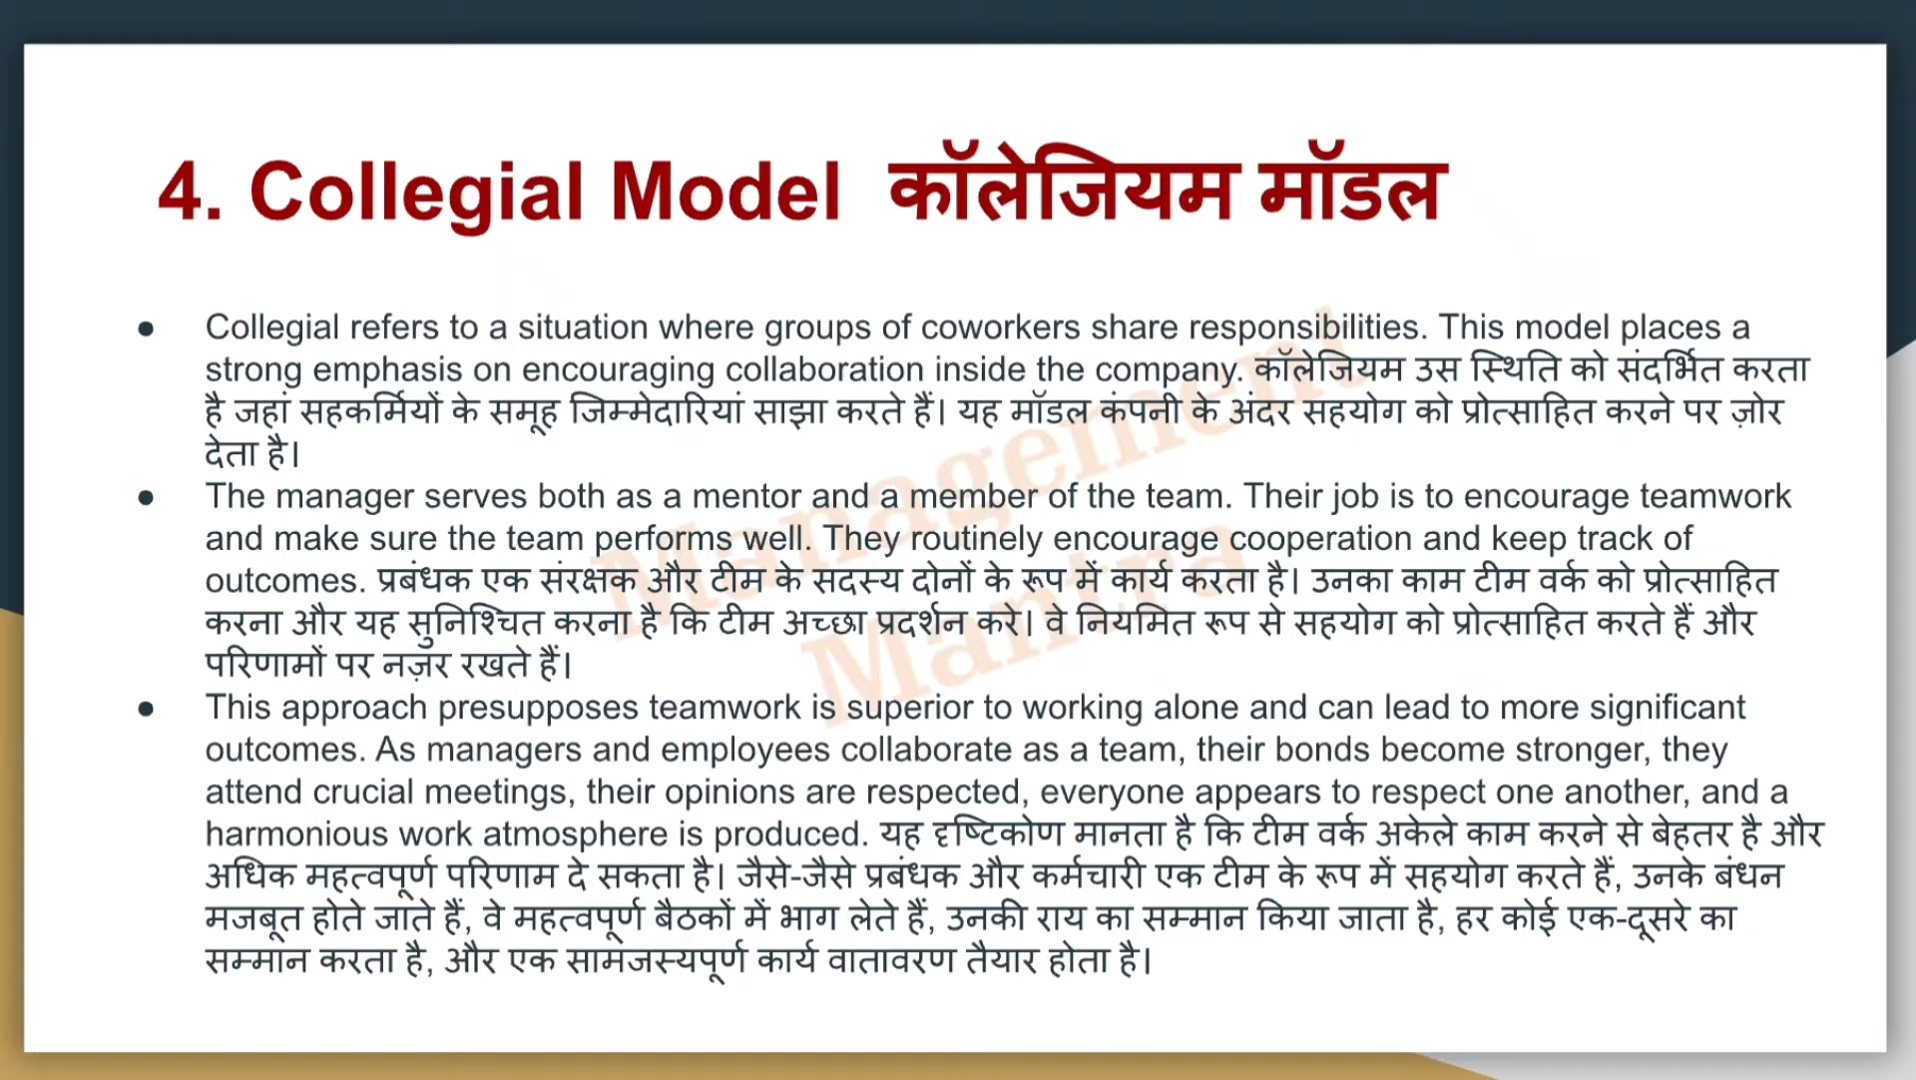 4. Collegial Model कॉलेजियम मॉडल
● Collegial refers to a situation where groups of coworkers share responsibilities. This model places a
strong emphasis on encouraging collaboration inside the company. कॉलेजियम उस स्थिति को संदर्भित करता
है जहां सहकर्मियों के समूह जिम्मेदारियां साझा करते हैं। यह मॉडल कंपनी के अंदर सहयोग को प्रोत्साहित करने पर ज़ोर
देता है।
● The manager serves both as a mentor and a member of the team. Their job is to encourage teamwork
and make sure the team performs well. They routinely encourage cooperation and keep track of
outcomes. प्रबंधक एक संरक्षक और टीम के सदस्य दोनों के रूप में कार्य करता है। उनका काम टीम वर्क को प्रोत्साहित
करना और यह सुनिश्चित करना है कि टीम अच्छा प्रदर्शन करे। वे नियमित रूप से सहयोग को प्रोत्साहित करते हैं और
परिणामों पर नज़र रखते हैं।
● This approach presupposes teamwork is superior to working alone and can lead to more significant
outcomes. As managers and employees collaborate as a team, their bonds become stronger, they
attend crucial meetings, their opinions are respected, everyone appears to respect one another, and a
harmonious work atmosphere is produced. यह दृष्टिकोण मानता है कि टीम वर्क अकेले काम करने से बेहतर है और
अधिक महत्वपूर्ण परिणाम दे सकता है। जैसे-जैसे प्रबंधक और कर्मचारी एक टीम के रूप में सहयोग करते हैं, उनके बंधन
मजबूत होते जाते हैं, वे महत्वपूर्ण बैठकों में भाग लेते हैं, उनकी राय का सम्मान किया जाता है, हर कोई एक-दूसरे का
सम्मान करता है, और एक सामंजस्यपूर्ण कार्य वातावरण तैयार होता है।
Management
Mantra